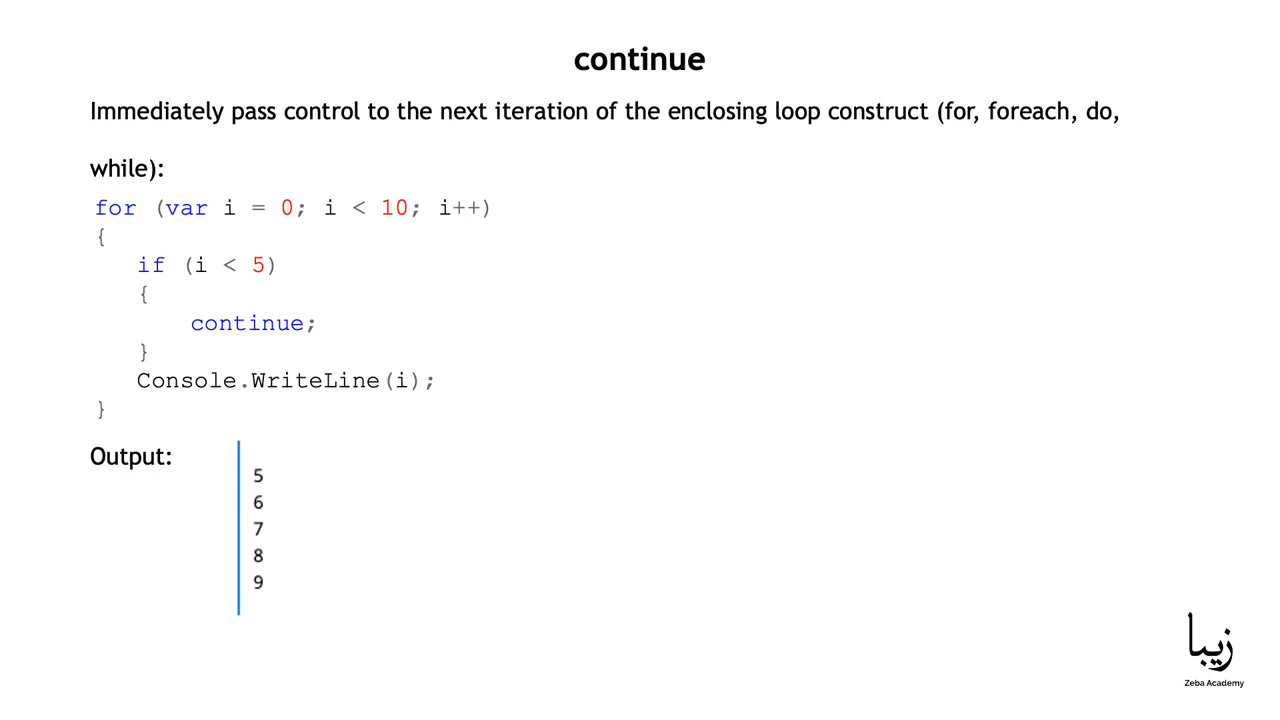 continue
Immediately pass control to the next iteration of the enclosing loop construct (for, foreach, do,
while):
for (var i = 0; i < 10; i++)
{
if (i < 5)
{
continue;
}
Console.WriteLine(i);
}
Output:
5
6
7
8
9
زيبا
Zeba Academy